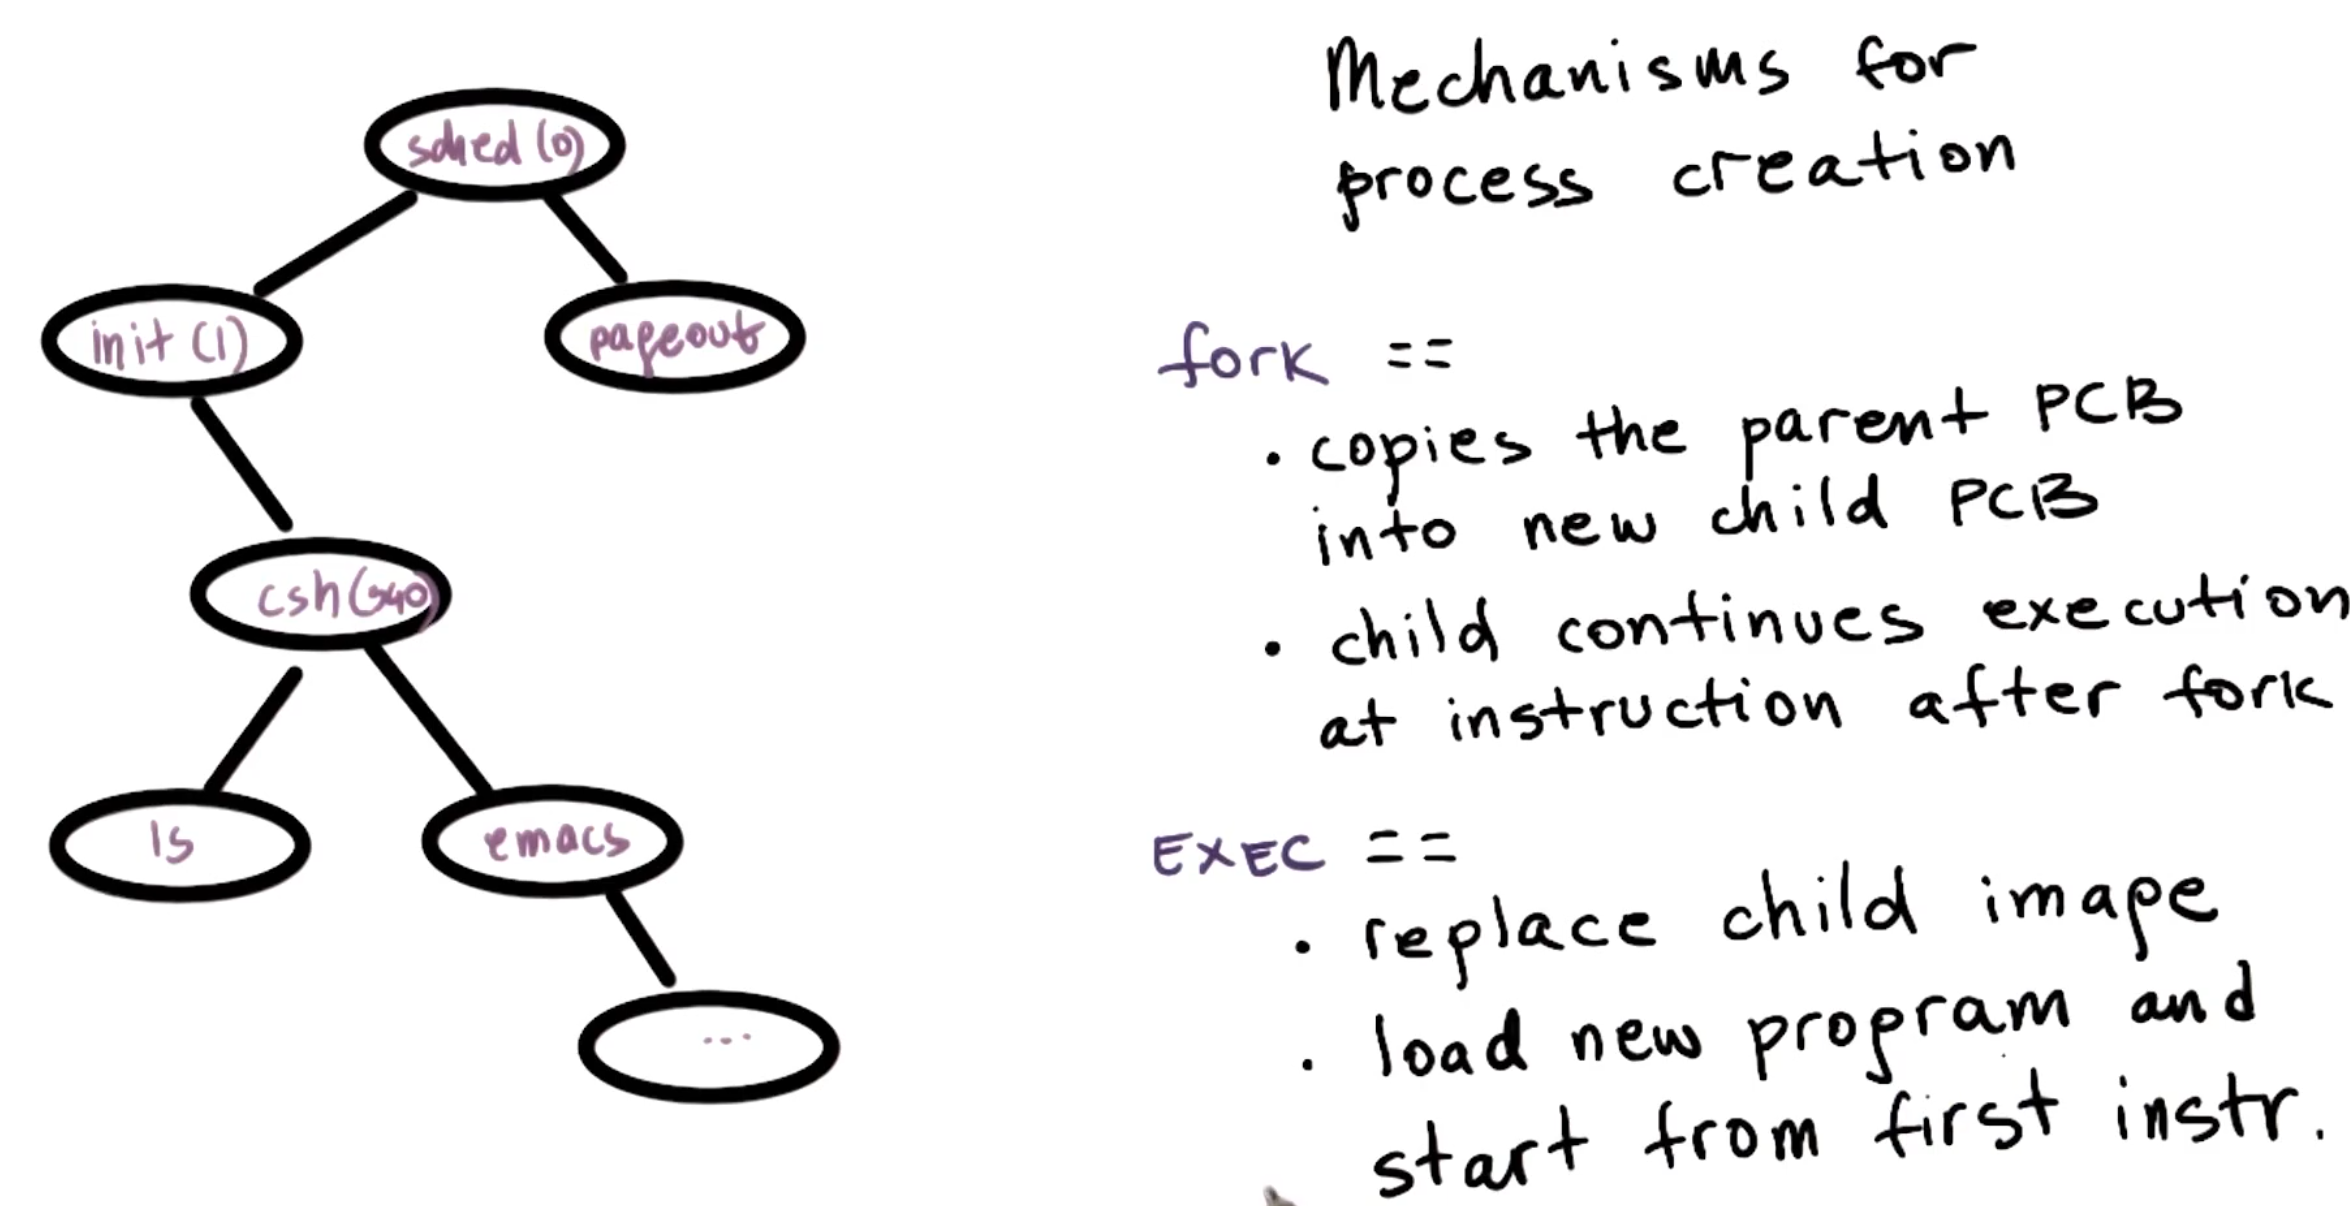 sched (0)
init (1)
pageout
csh (340)
ls
emacs
...
Mechanisms for
process creation
fork ==
• copies the parent PCB
into new child PCB
• child continues execution
at instruction after fork
EXEC ==
• replace child image
• load new program and
start from first instr.